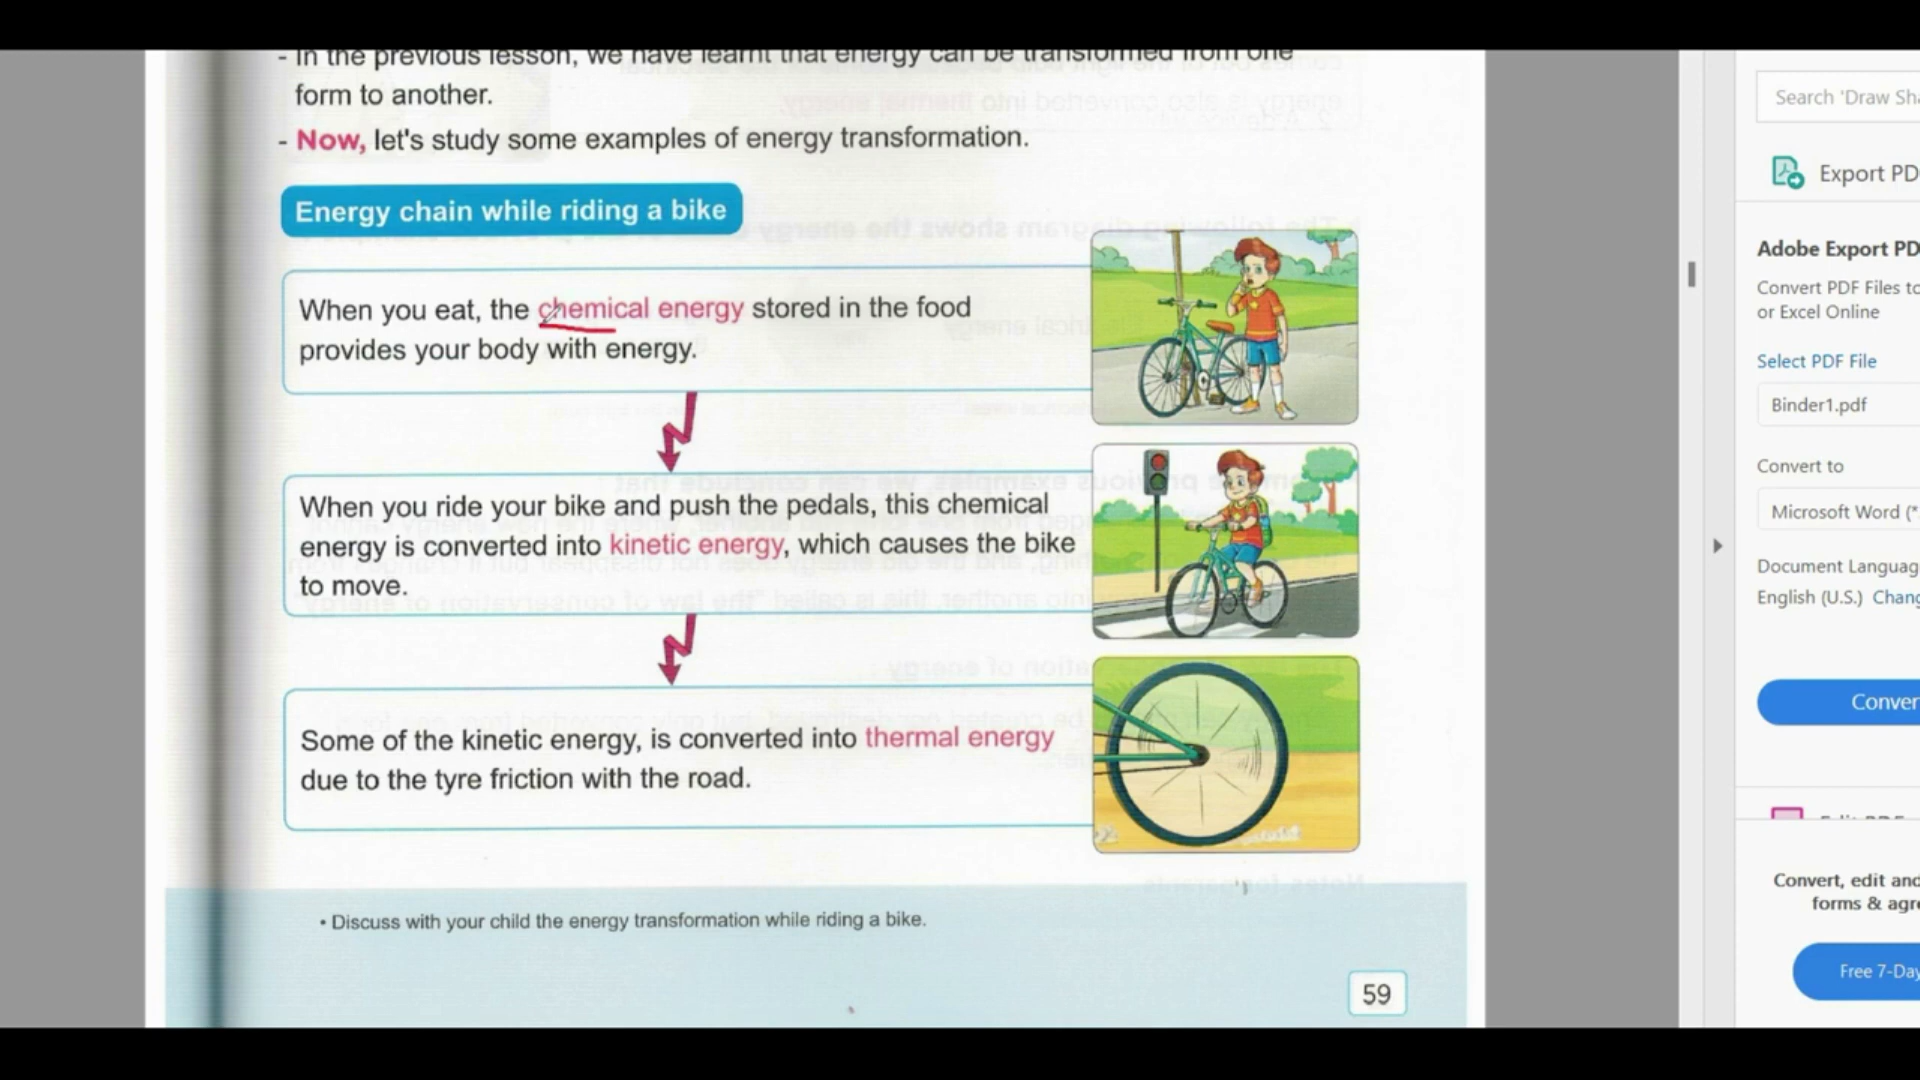 - In the previous lesson, we have learnt that energy can be transformed from one
form to another.
- Now, let's study some examples of energy transformation.
Energy chain while riding a bike
When you eat, the chemical energy stored in the food
provides your body with energy.
When you ride your bike and push the pedals, this chemical
energy is converted into kinetic energy, which causes the bike
to move.
Some of the kinetic energy, is converted into thermal energy
due to the tyre friction with the road.
• Discuss with your child the energy transformation while riding a bike.
59
Search 'Draw Sha
Export PD
Adobe Export PD
Convert PDF Files to
or Excel Online
Select PDF File
Binder1.pdf
Convert to
Microsoft Word (*
Document Language
English (U.S.) Chang
Conver
Convert, edit and
forms & agre
Free 7-Day